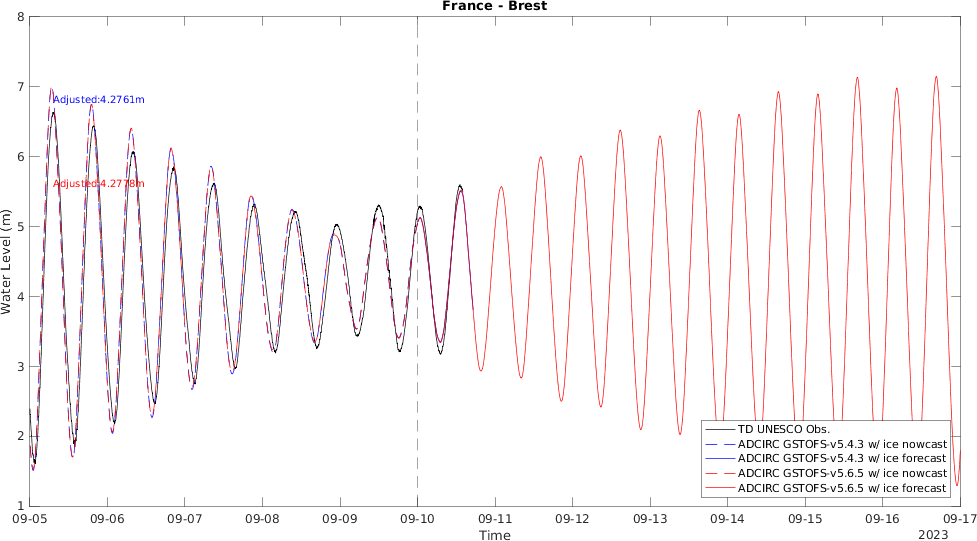 France - Brest
8
7
6
5
4
3
2
1
Water Level (m)
Adjusted:4.2761m
Adjusted:4.2778m
TD UNESCO Obs.
ADCIRC GSTOFS-v5.4.3 w/ ice nowcast
ADCIRC GSTOFS-v5.4.3 w/ ice forecast
ADCIRC GSTOFS-v5.6.5 w/ ice nowcast
ADCIRC GSTOFS-v5.6.5 w/ ice forecast
09-05 09-06 09-07 09-08 09-09 09-10 09-11 09-12 09-13 09-14 09-15 09-16 09-17
Time
2023